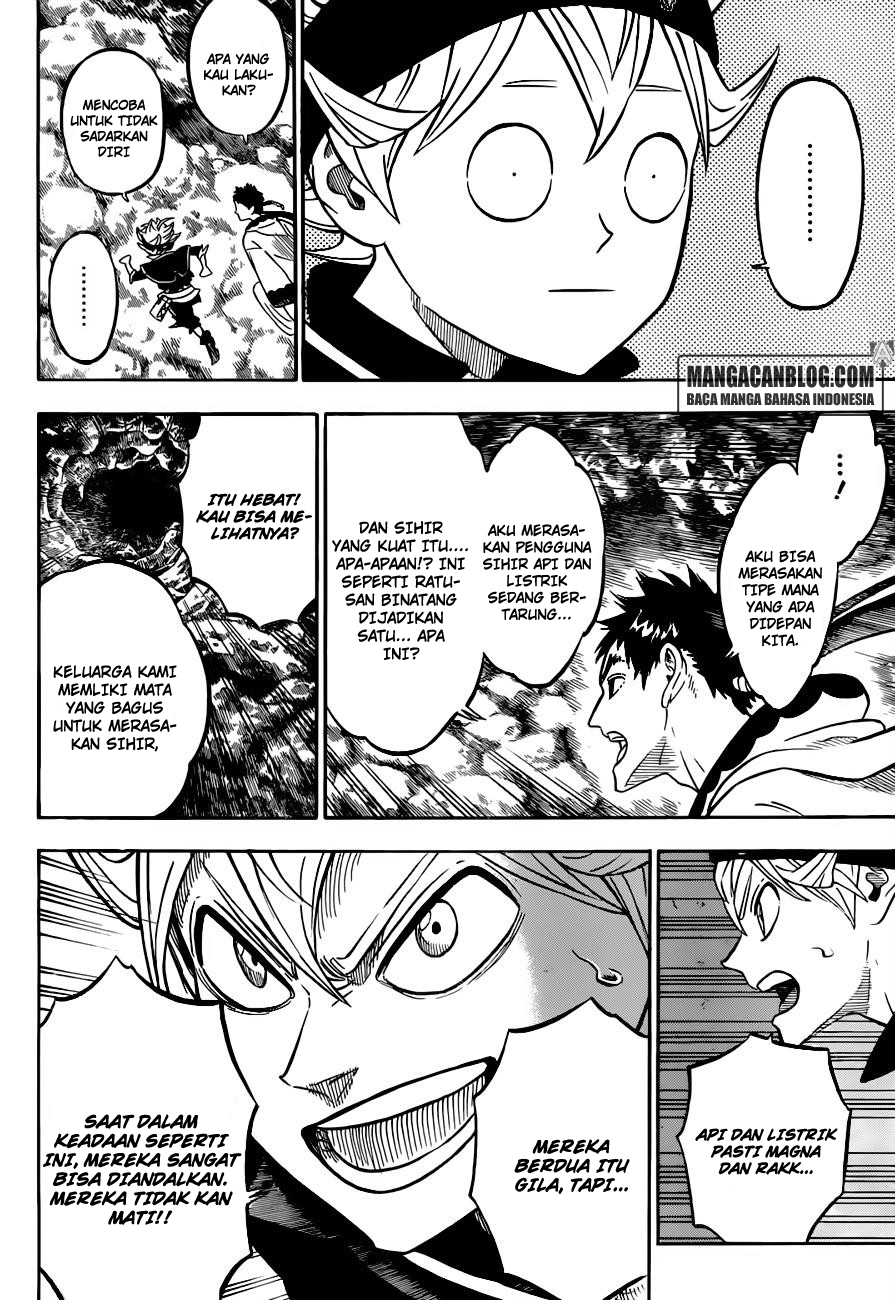 ..........
APA YANG
KAU LAKU-
KAN?
MENCOBA
UNTUK TIDAK
SADARKAN
DIRI
..........
MANGACANBLOG.COM
BACA MANGA BAHASA INDONESIA
...!
AKU BISA
MERASAKAN
TIPE MANA
YANG ADA
DIDEPAN
KITA.
AKU MERASA-
KAN PENGGUNA
SIHIR API DAN
LISTRIK
SEDANG BER-
TARUNG...
DAN SIHIR
YANG KUAT ITU....
APA-APAAN!? INI
SEPERTI RATU-
SAN BINATANG
DIJADIKAN
SATU... APA
INI?
ITU HEBAT!
KAU BISA ME-
LIHATNYA?
KELUARGA KAMI
MEMLIKI MATA
YANG BAGUS
UNTUK MERASA-
KAN SIHIR,
API DAN LISTRIK
PASTI MAGNA
DAN RAKK...
MEREKA
BERDUA ITU
GILA, TAPI...
SAAT DALAM
KEADAAN SEPERTI
INI, MEREKA SANGAT
BISA DIANDALKAN.
MEREKA TIDAK KAN
MATI!!